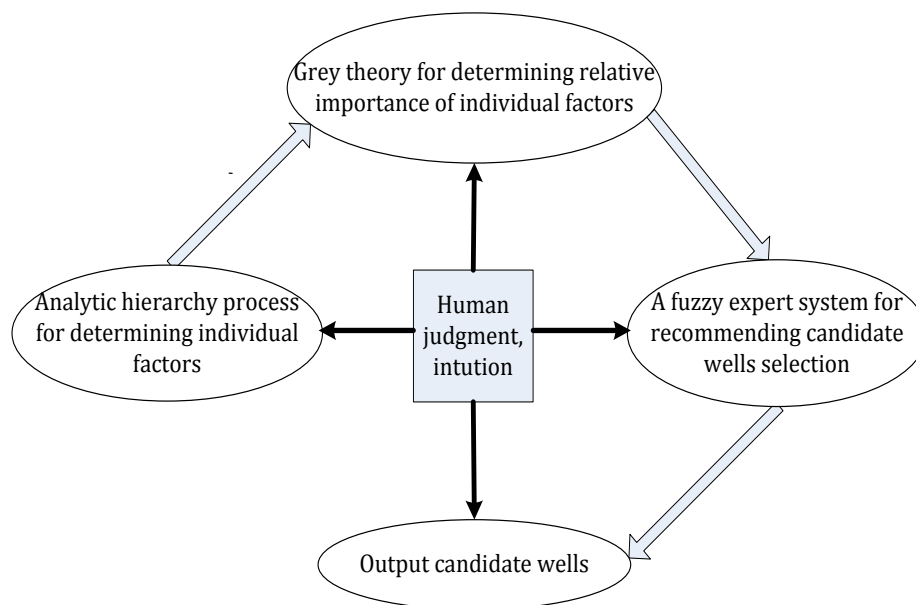 Grey theory for determining relative
importance of individual factors
Analytic hierarchy process
for determining individual
factors
Human
judgment,
intution
A fuzzy expert system for
recommending candidate
wells selection
Output candidate wells